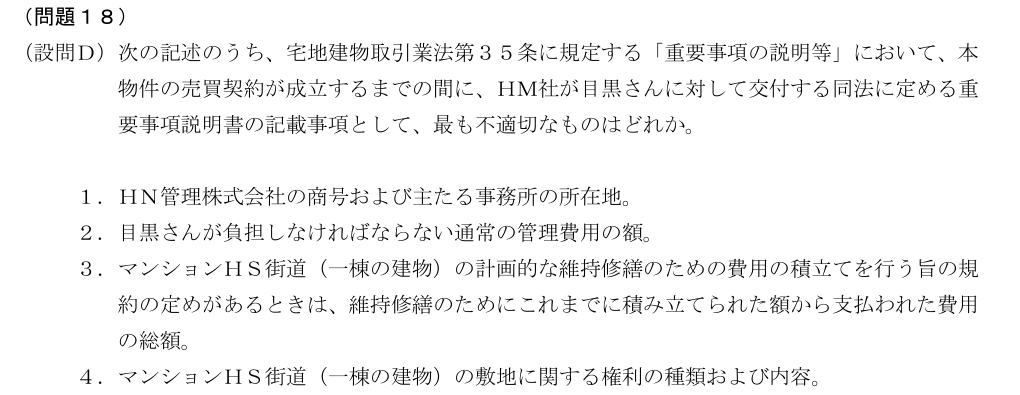 （問題１８）
（設問Ｄ）次の記述のうち、宅地建物取引業法第３５条に規定する「重要事項の説明等」において、本
物件の売買契約が成立するまでの間に、ＨＭ社が目黒さんに対して交付する同法に定める重
要事項説明書の記載事項として、最も不適切なものはどれか。
１．ＨＮ管理株式会社の商号および主たる事務所の所在地。
２．目黒さんが負担しなければならない通常の管理費用の額。
３．マンションＨＳ街道（一棟の建物）の計画的な維持修繕のための費用の積立てを行う旨の規
約の定めがあるときは、維持修繕のためにこれまでに積み立てられた額から支払われた費用
の総額。
４．マンションＨＳ街道（一棟の建物）の敷地に関する権利の種類および内容。